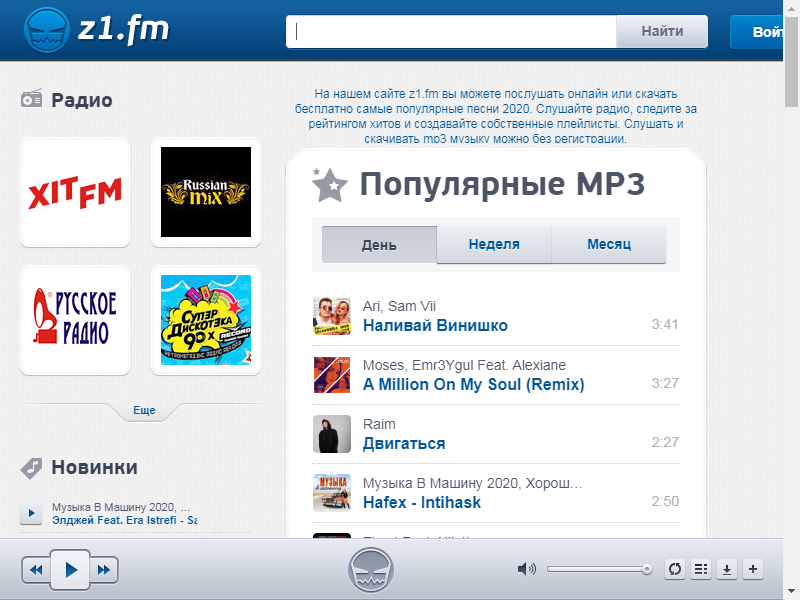 z1.fm
Найти
Войт
Радио
ХІТ FM
Russian
MIX
РУССКОЕ
РАДИО
СУПЕР
ДИСКОТЕКА
90х
RECORD
Еще
Новинки
Музыка В Машину 2020, ...
Элджей Feat. Era Istrefi - Sa
На нашем сайте z1.fm вы можете послушать онлайн или скачать
бесплатно самые популярные песни 2020. Слушайте радио, следите за
рейтингом хитов и создавайте собственные плейлисты. Слушать и
скачивать mp3 музыку можно без регистрации.
Популярные MP3
День Неделя Месяц
Ari, Sam Vii
Наливай Винишко 3:41
Moses, Emr3Ygul Feat. Alexiane
A Million On My Soul (Remix) 3:27
Raim
Двигаться 2:27
МУЗЫКА
Музыка В Машину 2020, Хорош…
Hafex - Intihask 2:50